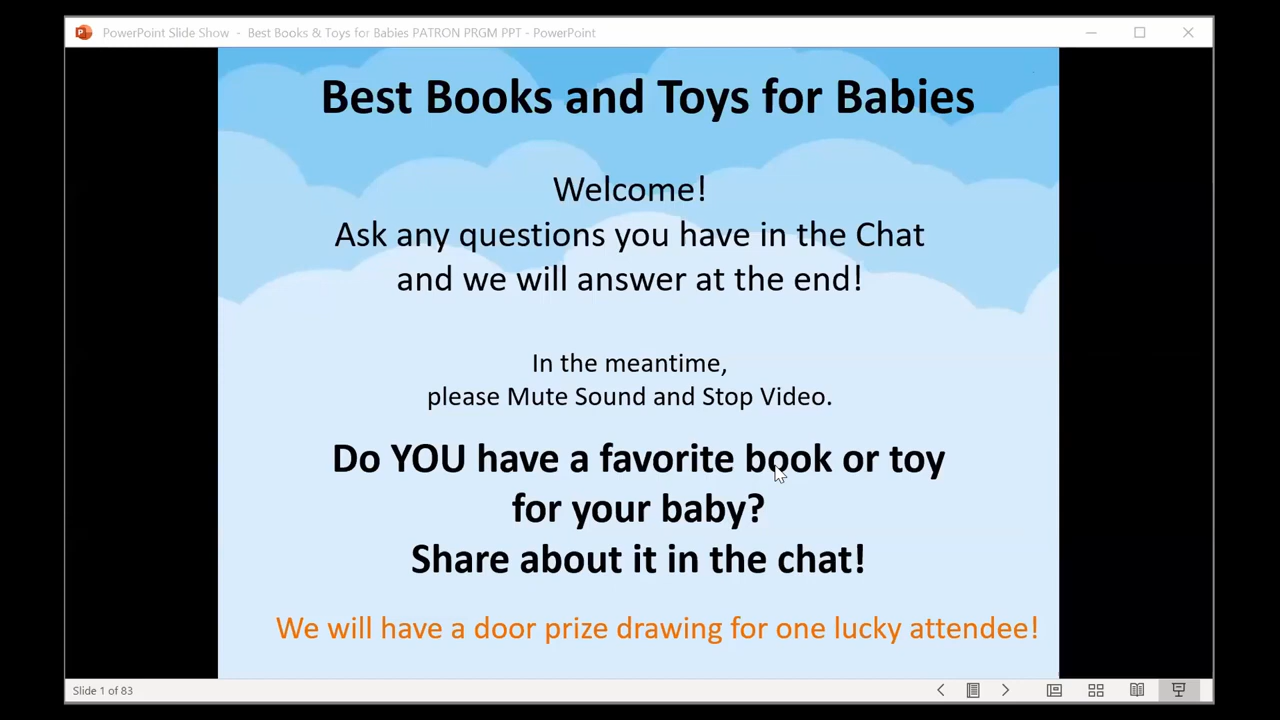 PowerPoint Slide Show - Best Books & Toys for Babies PATRON PRGM PPT - PowerPoint
Best Books and Toys for Babies
Welcome!
Ask any questions you have in the Chat
and we will answer at the end!
In the meantime,
please Mute Sound and Stop Video.
Do YOU have a favorite book or toy
for your baby?
Share about it in the chat!
We will have a door prize drawing for one lucky attendee!
Slide 1 of 83